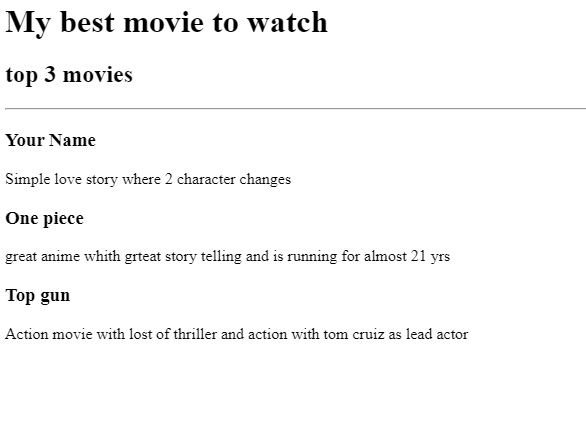 My best movie to watch
top 3 movies
Your Name
Simple love story where 2 character changes
One piece
great anime whith grteat story telling and is running for almost 21 yrs
Top gun
Action movie with lost of thriller and action with tom cruiz as lead actor